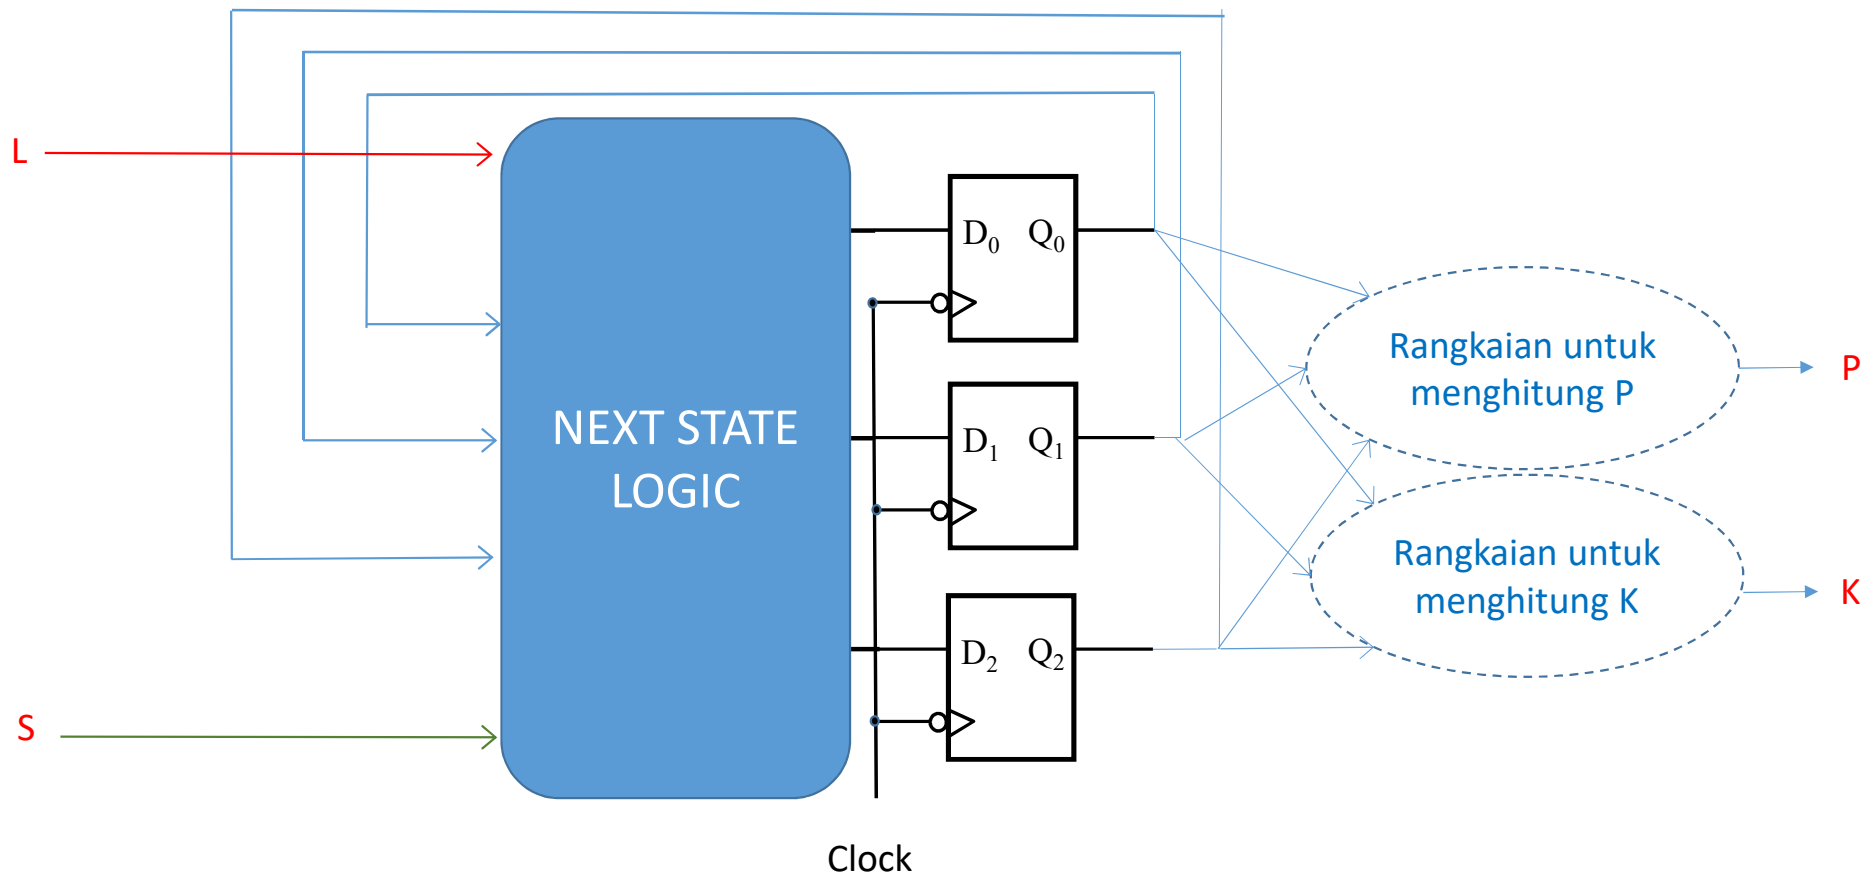 L
D₀ Q₀
Rangkaian untuk
menghitung P
P
NEXT STATE
LOGIC
D₁ Q₁
Rangkaian untuk
menghitung K
K
D₂ Q₂
S
Clock